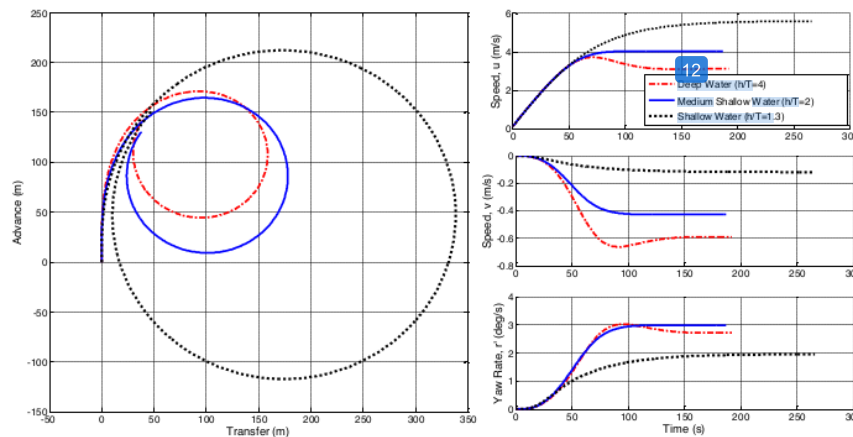 250
200
150
100
50
0
-50
-100
-150
-50 0 50 100 150 200 250 300 350
Advance (m)
Transfer (m)
6
4
2
0
0 50 100 150 200 250 300
Speed, u (m/s)
12
Deep Water (h/T=4)
Medium Shallow Water (h/T=2)
Shallow Water (h/T=1.3)
0
-0.2
-0.4
-0.6
-0.8
0 50 100 150 200 250 300
Speed, v (m/s)
4
3
2
1
0
0 50 100 150 200 250 300
Yaw Rate, r' (deg/s)
Time (s)